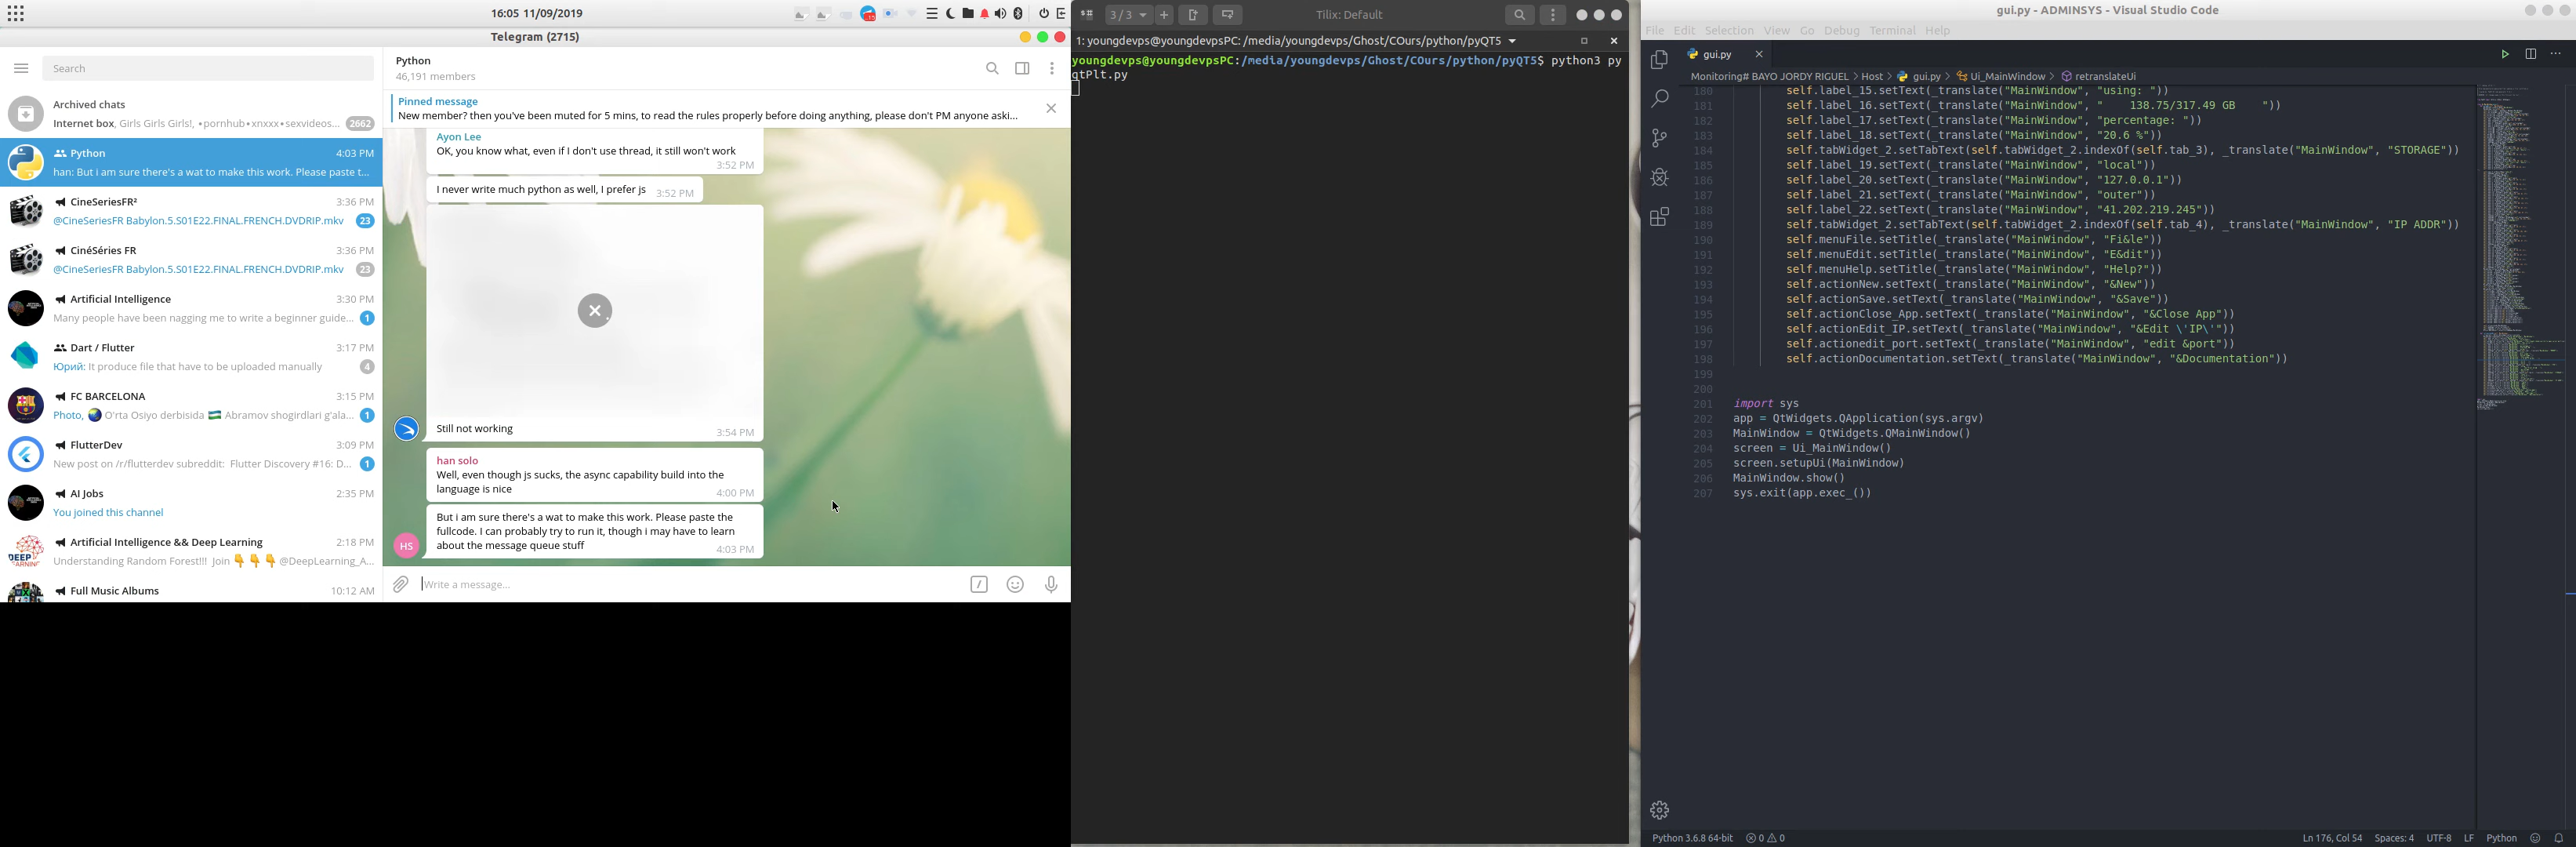 16:05 11/09/2019
Telegram (2715)
Search
Archived chats
Internet box, Girls Girls Girls!, •pornhub•xnxxx•sexvideos... 2662
Python 4:03 PM
han: But i am sure there's a wat to make this work. Please paste t...
CineSeriesFR² 3:36 PM
@CineSeriesFR Babylon.5.S01E22.FINAL.FRENCH.DVDRIP.mkv 23
CinéSéries FR 3:36 PM
@CineSeriesFR Babylon.5.S01E22.FINAL.FRENCH.DVDRIP.mkv 23
Artificial Intelligence 3:30 PM
Many people have been nagging me to write a beginner guide... 1
Dart / Flutter 3:17 PM
Юрий: It produce file that have to be uploaded manually 4
FC BARCELONA 3:15 PM
Photo, 🌏 O'rta Osiyo derbisida 🇺🇿 Abramov shogirdlari g'ala... 1
FlutterDev 3:09 PM
New post on /r/flutterdev subreddit: Flutter Discovery #16: D... 1
AI Jobs 2:35 PM
You joined this channel
Artificial Intelligence && Deep Learning 2:18 PM
Understanding Random Forest!!! Join 👇 👇 👇 @DeepLearning_A...
Full Music Albums 10:12 AM
Python
46,191 members
Pinned message
New member? then you've been muted for 5 mins, to read the rules properly before doing anything, please don't PM anyone aski...
Ayon Lee
OK, you know what, even if I don't use thread, it still won't work
3:52 PM
I never write much python as well, I prefer js 3:52 PM
Still not working
3:54 PM
han solo
Well, even though js sucks, the async capability build into the
language is nice
4:00 PM
But i am sure there's a wat to make this work. Please paste the
fullcode. I can probably try to run it, though i may have to learn
about the message queue stuff
4:03 PM
HS
Write a message...
3 / 3
Tilix: Default
1: youngdevps@youngdevpsPC: /media/youngdevps/Ghost/COurs/python/pyQT5
youngdevps@youngdevpsPC:/media/youngdevps/Ghost/COurs/python/pyQT5$ python3 py
qtPlt.py
gui.py - ADMINSYS - Visual Studio Code
File Edit Selection View Go Debug Terminal Help
gui.py
Monitoring# BAYO JORDY RIGUEL > Host > gui.py > Ui_MainWindow > retranslateUi
180 self.label_15.setText(_translate("MainWindow", "using: "))
181 self.label_16.setText(_translate("MainWindow", "    138.75/317.49 GB    "))
182 self.label_17.setText(_translate("MainWindow", "percentage: "))
183 self.label_18.setText(_translate("MainWindow", "20.6 %"))
184 self.tabWidget_2.setTabText(self.tabWidget_2.indexOf(self.tab_3), _translate("MainWindow", "STORAGE"))
185 self.label_19.setText(_translate("MainWindow", "local"))
186 self.label_20.setText(_translate("MainWindow", "127.0.0.1"))
187 self.label_21.setText(_translate("MainWindow", "outer"))
188 self.label_22.setText(_translate("MainWindow", "41.202.219.245"))
189 self.tabWidget_2.setTabText(self.tabWidget_2.indexOf(self.tab_4), _translate("MainWindow", "IP ADDR"))
190 self.menuFile.setTitle(_translate("MainWindow", "Fi&le"))
191 self.menuEdit.setTitle(_translate("MainWindow", "E&dit"))
192 self.menuHelp.setTitle(_translate("MainWindow", "Help?"))
193 self.actionNew.setText(_translate("MainWindow", "&New"))
194 self.actionSave.setText(_translate("MainWindow", "&Save"))
195 self.actionClose_App.setText(_translate("MainWindow", "&Close App"))
196 self.actionEdit_IP.setText(_translate("MainWindow", "&Edit \'IP\'"))
197 self.actionedit_port.setText(_translate("MainWindow", "edit &port"))
198 self.actionDocumentation.setText(_translate("MainWindow", "&Documentation"))
199
200
201 import sys
202 app = QtWidgets.QApplication(sys.argv)
203 MainWindow = QtWidgets.QMainWindow()
204 screen = Ui_MainWindow()
205 screen.setupUi(MainWindow)
206 MainWindow.show()
207 sys.exit(app.exec_())
Python 3.6.8 64-bit 0 0 Ln 176, Col 54 Spaces: 4 UTF-8 LF Python